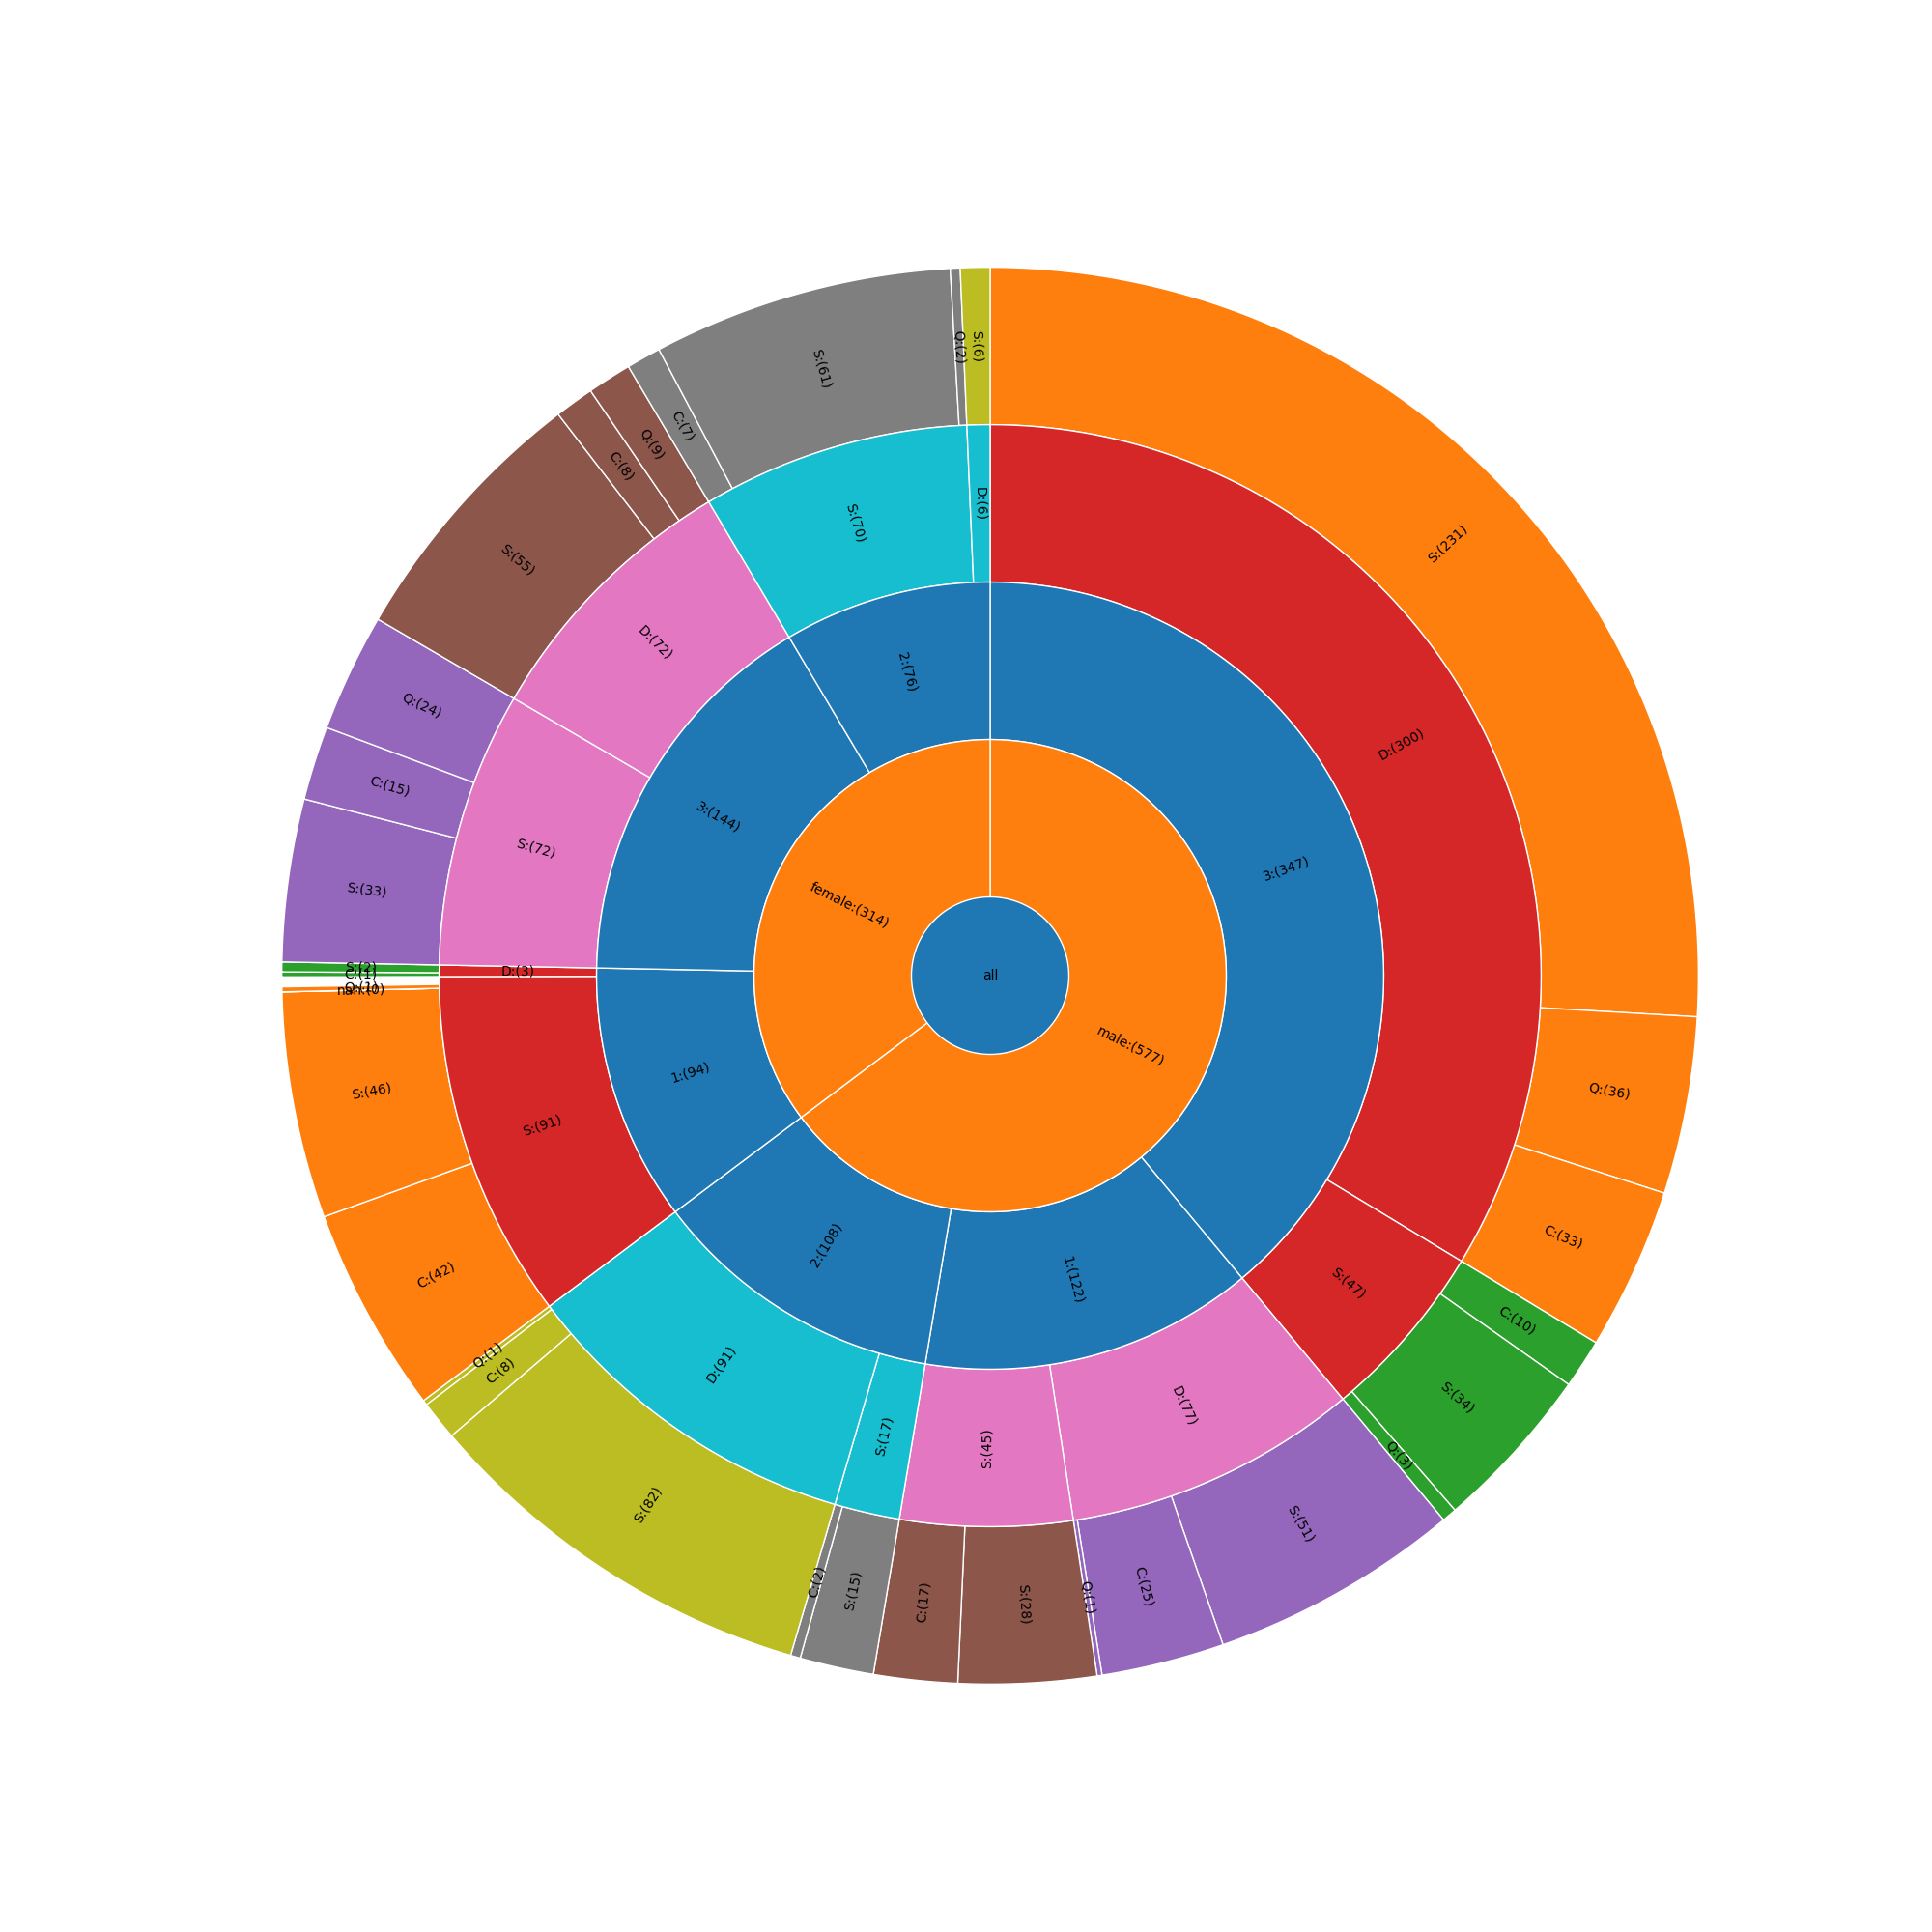 all
male:(577)
female:(314)
3:(347)
1:(122)
2:(108)
1:(94)
3:(144)
2:(76)
D:(300)
S:(47)
D:(77)
S:(45)
S:(17)
D:(91)
S:(91)
D:(3)
S:(72)
D:(72)
S:(70)
D:(6)
S:(231)
Q:(36)
C:(33)
C:(10)
S:(34)
Q:(3)
S:(51)
C:(25)
Q:(1)
S:(28)
C:(17)
S:(15)
C:(2)
S:(82)
C:(8)
Q:(1)
C:(42)
S:(46)
nan:(0)
Q:(1)
C:(1)
S:(2)
S:(33)
C:(15)
Q:(24)
S:(55)
C:(8)
Q:(9)
C:(7)
S:(61)
Q:(2)
S:(6)